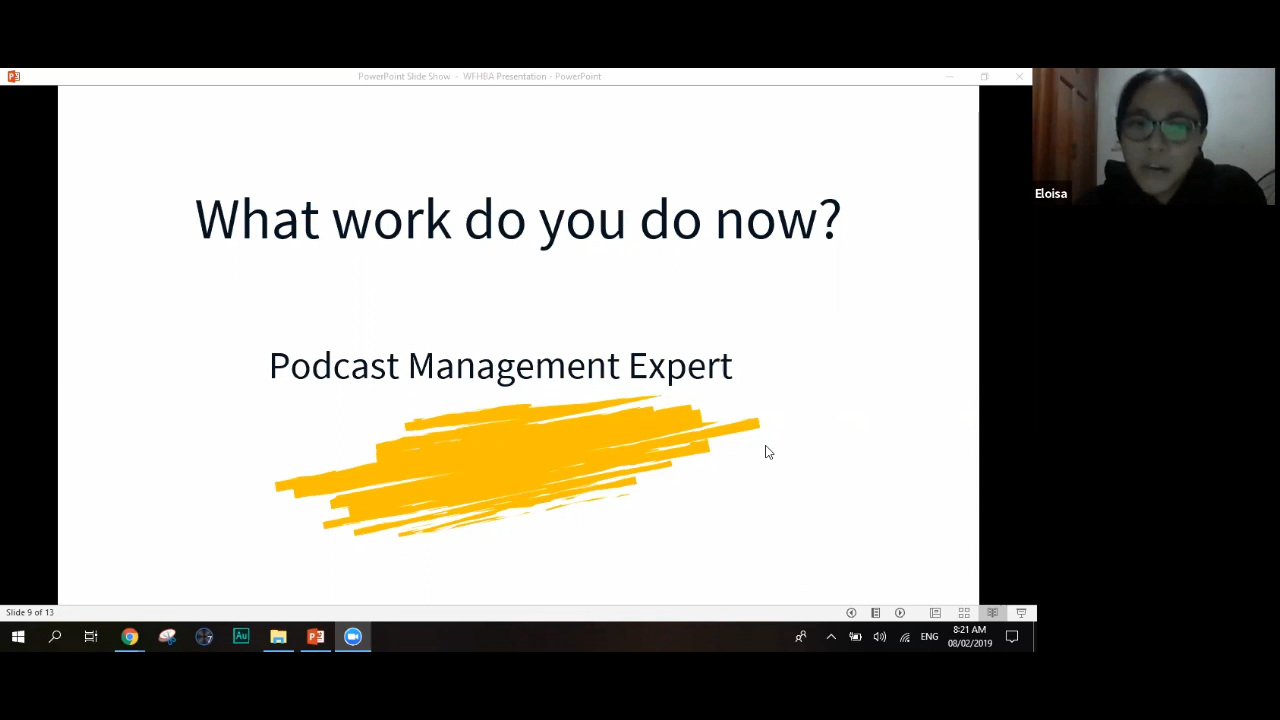 PowerPoint Slide Show - WFHBA Presentation - PowerPoint
What work do you do now?
Podcast Management Expert
Eloisa
Slide 9 of 13
Au
ENG
8:21 AM
08/02/2019